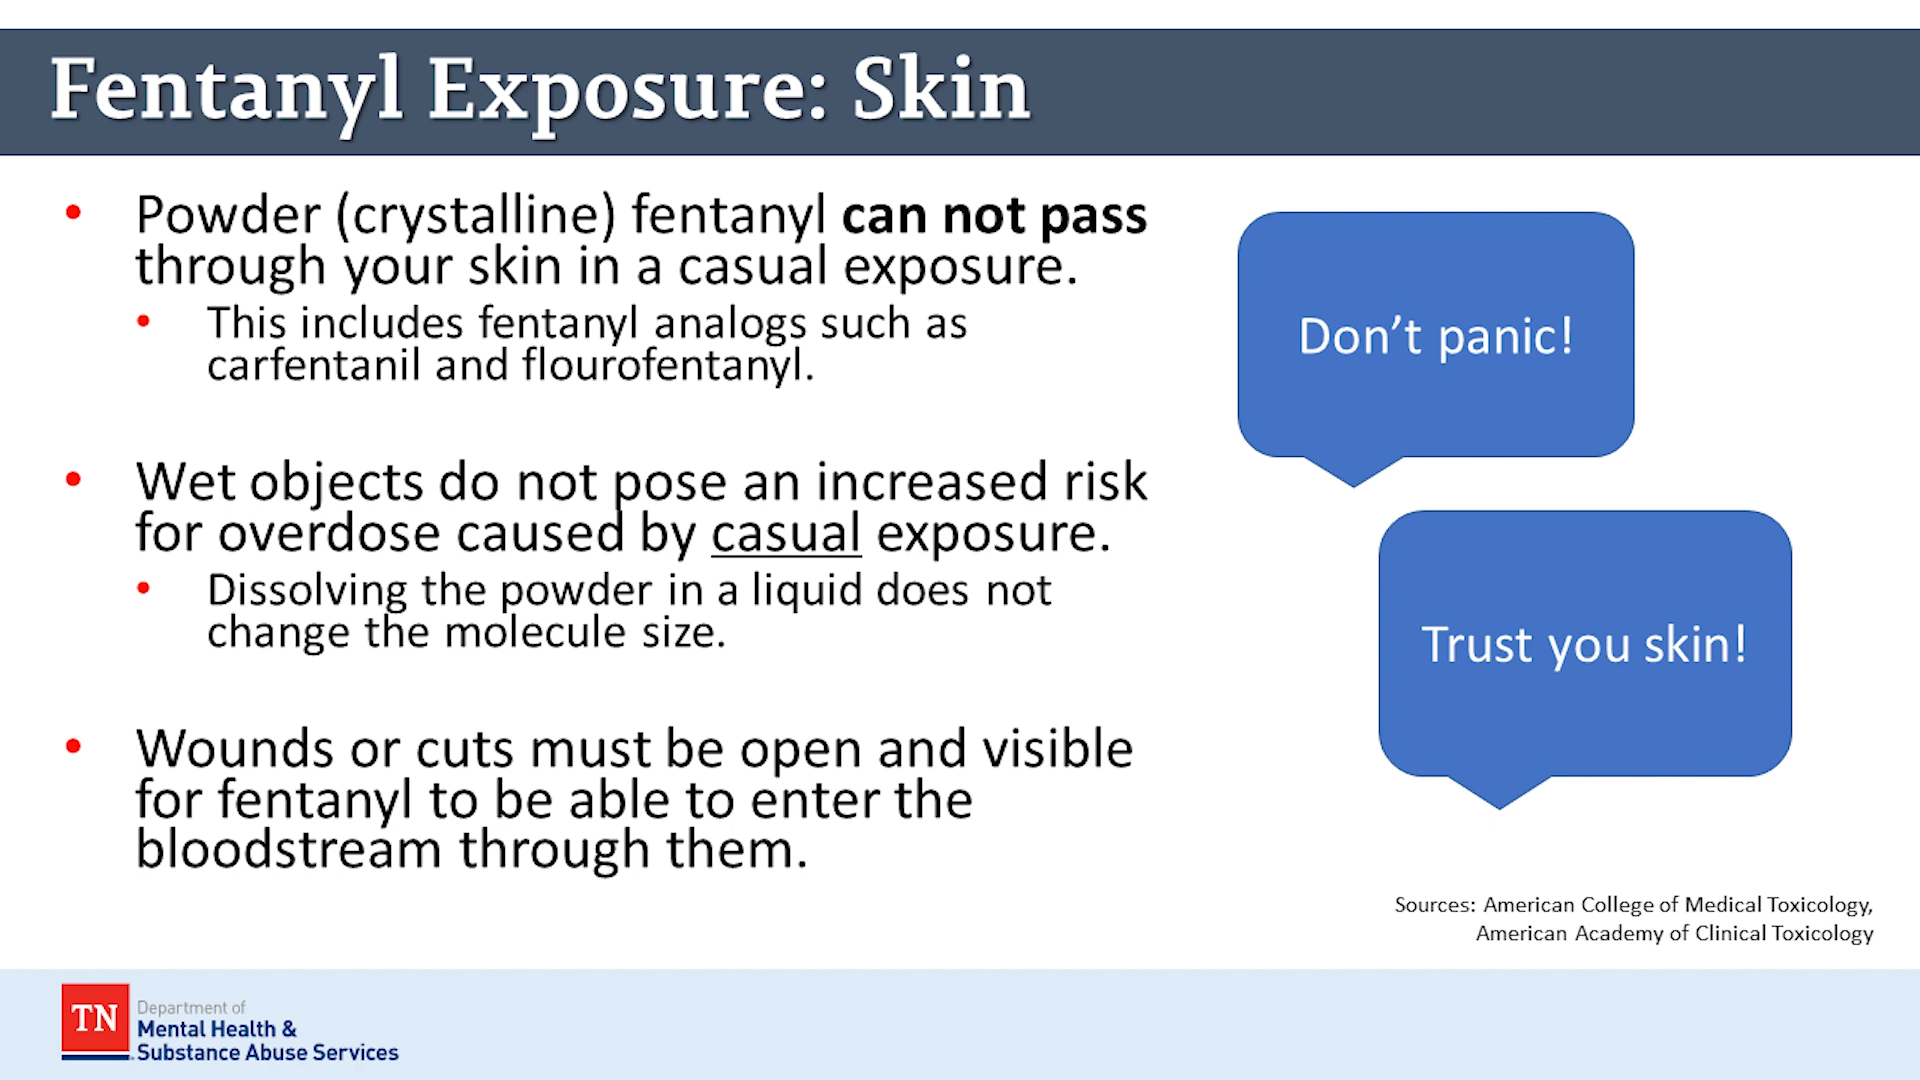 Fentanyl Exposure: Skin
• Powder (crystalline) fentanyl can not pass
through your skin in a casual exposure.
• This includes fentanyl analogs such as
carfentanil and flourofentanyl.
• Wet objects do not pose an increased risk
for overdose caused by casual exposure.
• Dissolving the powder in a liquid does not
change the molecule size.
• Wounds or cuts must be open and visible
for fentanyl to be able to enter the
bloodstream through them.
Don’t panic!
Trust you skin!
Sources: American College of Medical Toxicology,
American Academy of Clinical Toxicology
TN
Department of
Mental Health &
Substance Abuse Services